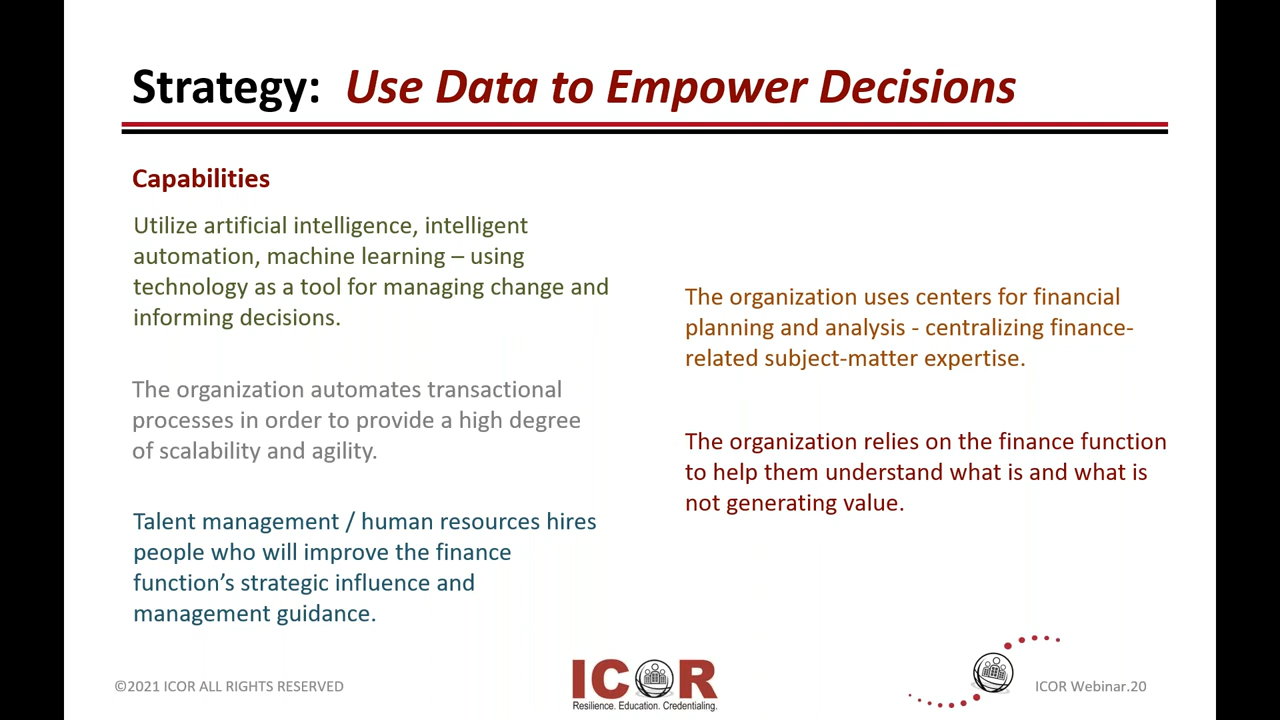 Strategy: Use Data to Empower Decisions
Capabilities
Utilize artificial intelligence, intelligent
automation, machine learning – using
technology as a tool for managing change and
informing decisions.
The organization automates transactional
processes in order to provide a high degree
of scalability and agility.
Talent management / human resources hires
people who will improve the finance
function’s strategic influence and
management guidance.
The organization uses centers for financial
planning and analysis - centralizing finance-
related subject-matter expertise.
The organization relies on the finance function
to help them understand what is and what is
not generating value.
©2021 ICOR ALL RIGHTS RESERVED
ICOR
Resilience. Education. Credentialing.
ICOR Webinar.20